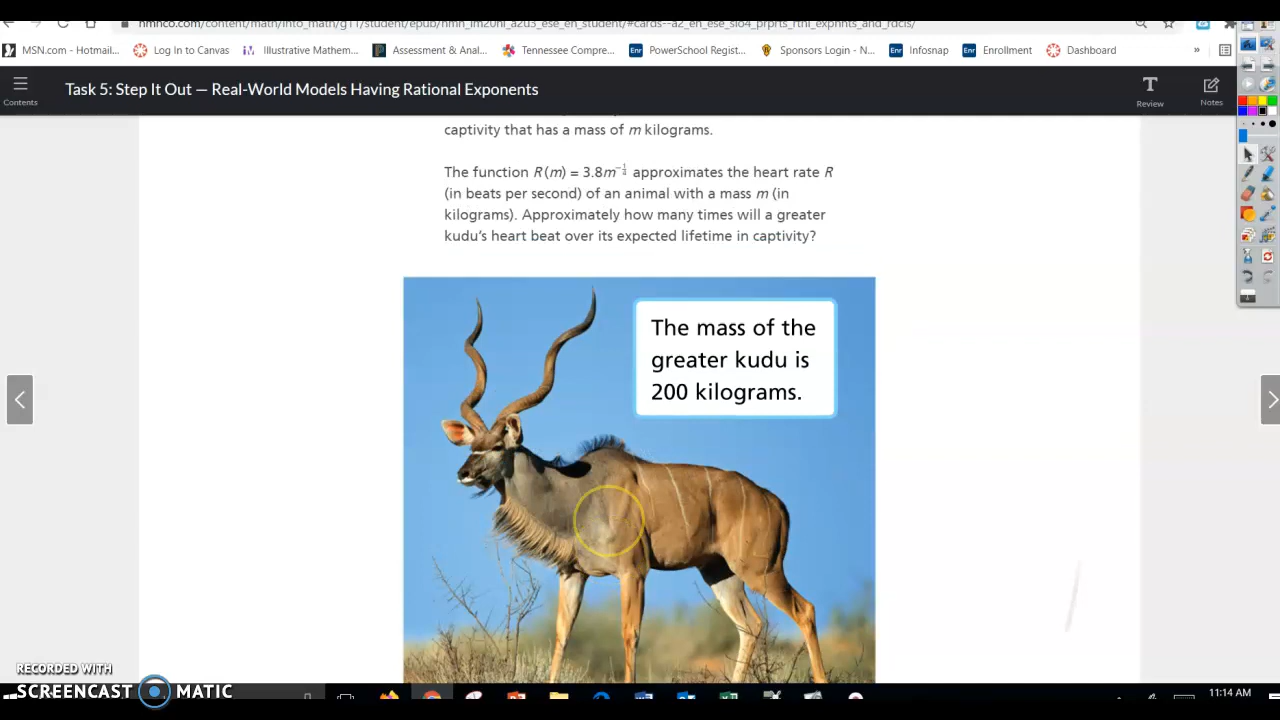 MSN.com - Hotmail...
Log In to Canvas
Illustrative Mathem...
Assessment & Anal...
Tennessee Compre...
PowerSchool Regist...
Sponsors Login - N...
Infosnap
Enrollment
Dashboard
»
Contents
Task 5: Step It Out — Real-World Models Having Rational Exponents
Review
Notes
captivity that has a mass of m kilograms.
The function R(m) = 3.8m^-1/4 approximates the heart rate R
(in beats per second) of an animal with a mass m (in
kilograms). Approximately how many times will a greater
kudu's heart beat over its expected lifetime in captivity?
The mass of the
greater kudu is
200 kilograms.
RECORDED WITH
SCREENCAST MATIC
11:14 AM